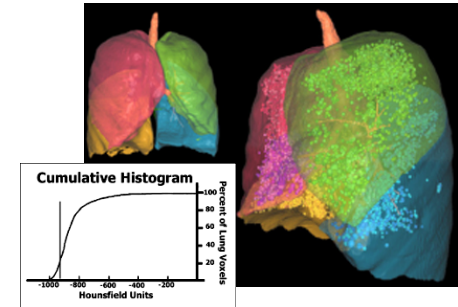 Cumulative Histogram
100
80
60
40
20
Percent of Lung Voxels
-1000 -800 -600 -400 -200
Hounsfield Units